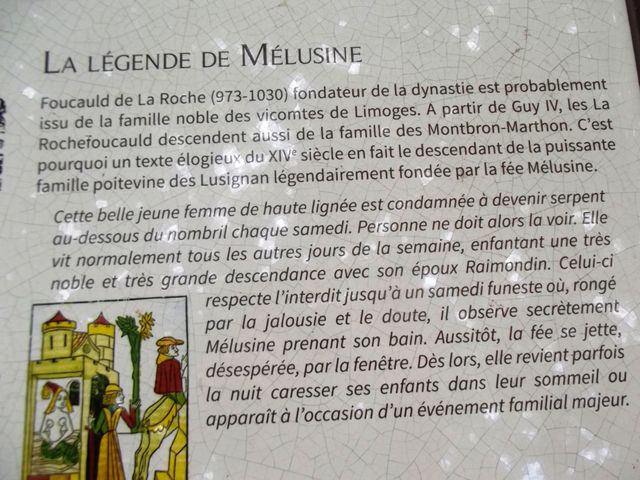 LA LÉGENDE DE MÉLUSINE
Foucauld de La Roche (973-1030) fondateur de la dynastie est probablement
issu de la famille noble des vicomtes de Limoges. A partir de Guy IV, les La
Rochefoucauld descendent aussi de la famille des Montbron-Marthon. C'est
pourquoi un texte élogieux du XIVe siècle en fait le descendant de la puissante
famille poitevine des Lusignan légendairement fondée par la fée Mélusine.
Cette belle jeune femme de haute lignée est condamnée à devenir serpent
au-dessous du nombril chaque samedi. Personne ne doit alors la voir. Elle
vit normalement tous les autres jours de la semaine, enfantant une très
noble et très grande descendance avec son époux Raimondin. Celui-ci
respecte l'interdit jusqu'à un samedi funeste où, rongé
par la jalousie et le doute, il observe secrètement
Mélusine prenant son bain. Aussitôt, la fée se jette,
désespérée, par la fenêtre. Dès lors, elle revient parfois
la nuit caresser ses enfants dans leur sommeil ou
apparaît à l'occasion d'un événement familial majeur.